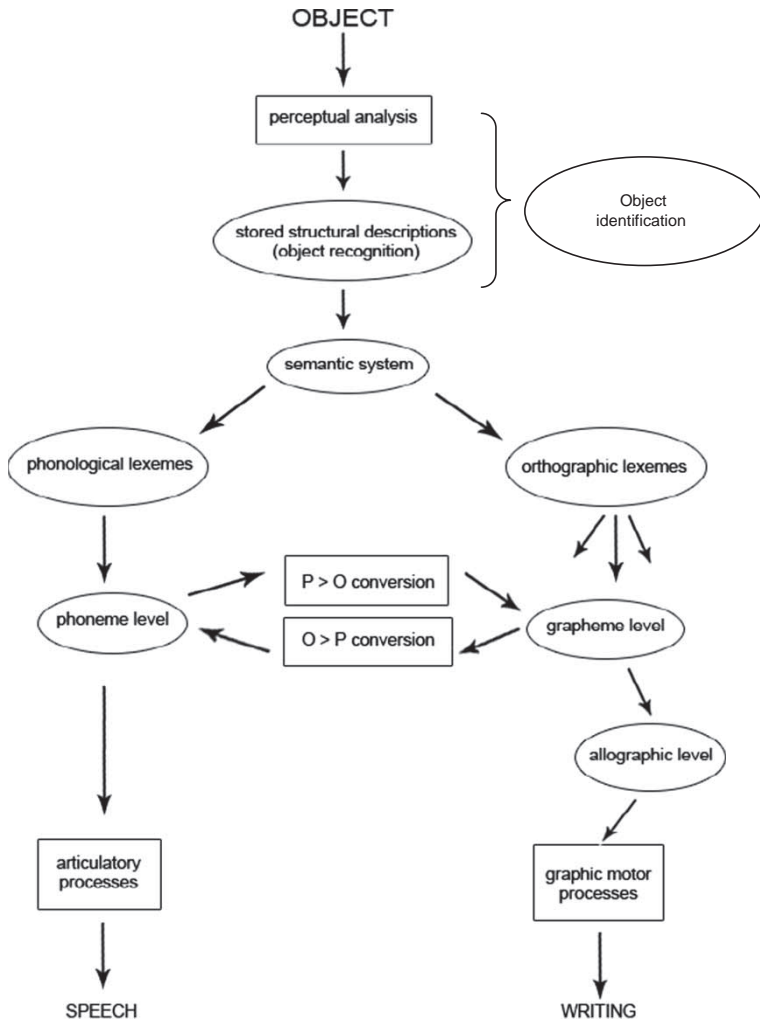 OBJECT
perceptual analysis
Object
identification
stored structural descriptions
(object recognition)
semantic system
phonological lexemes
orthographic lexemes
P > O conversion
phoneme level
grapheme level
O > P conversion
allographic level
articulatory
processes
graphic motor
processes
SPEECH
WRITING